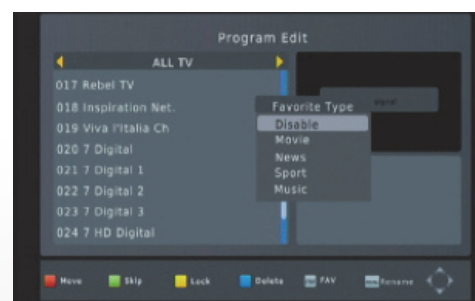 Program Edit
ALL TV
017 Rebel TV
018 Inspiration Net.
019 Viva l'Italia Ch
020 7 Digital
021 7 Digital 1
022 7 Digital 2
023 7 Digital 3
024 7 HD Digital
Favorite Type
Disable
Movie
News
Sport
Music
Move
Skip
Lock
Delete
FAV
Rename